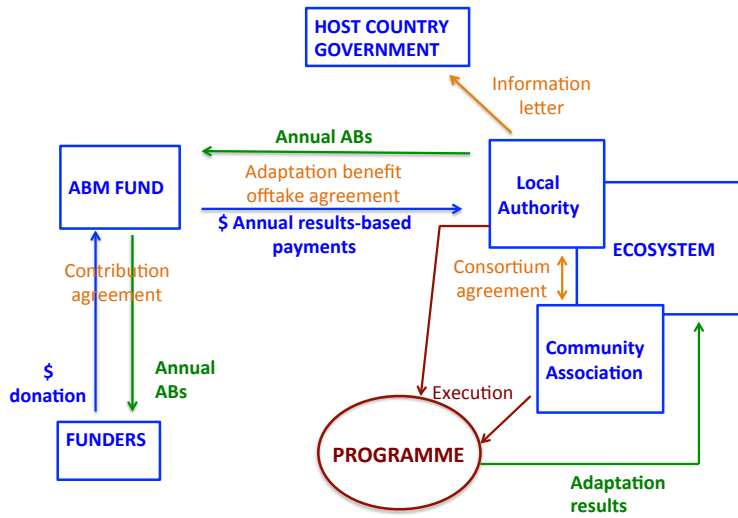 HOST COUNTRY
GOVERNMENT
Information
letter
Annual ABs
ABM FUND
Adaptation benefit
offtake agreement
$ Annual results-based
payments
Local
Authority
ECOSYSTEM
Contribution
agreement
Consortium
agreement
Community
Association
$
donation
Annual
ABs
Execution
FUNDERS
PROGRAMME
Adaptation
results